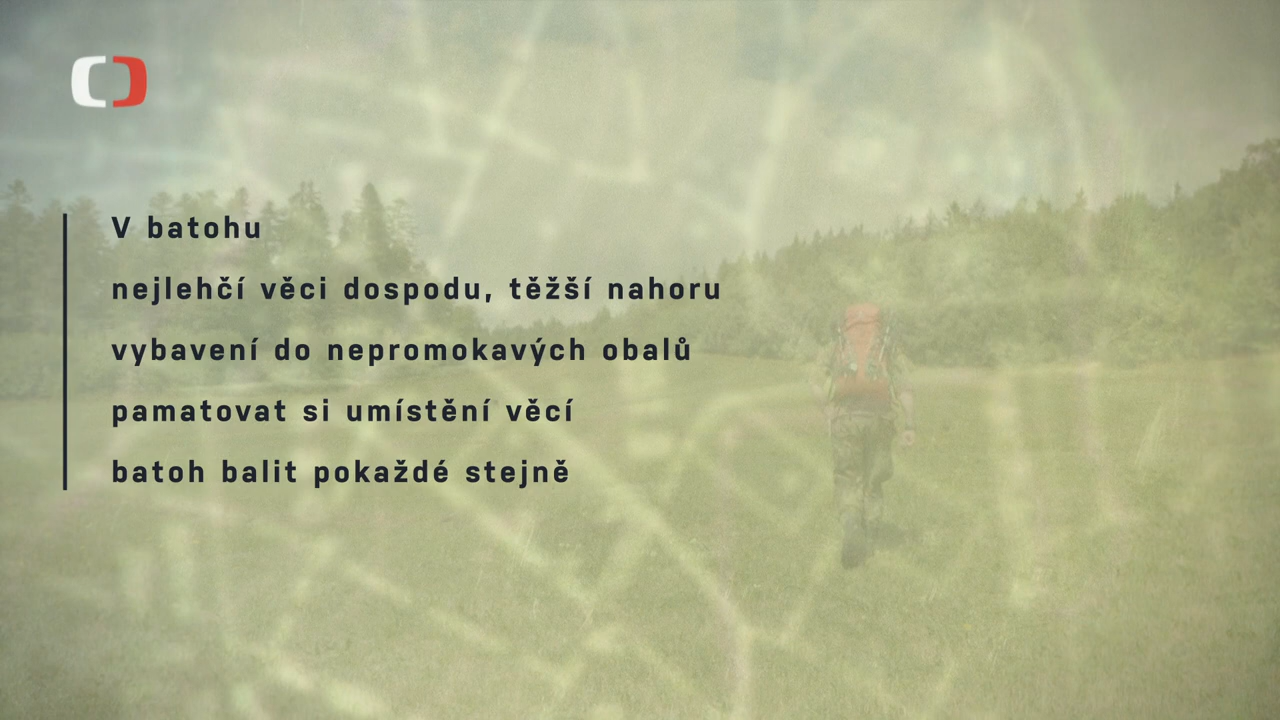 V batohu
nejlehčí věci dospodu, těžší nahoru
vybavení do nepromokavých obalů
pamatovat si umístění věcí
batoh balit pokaždé stejně